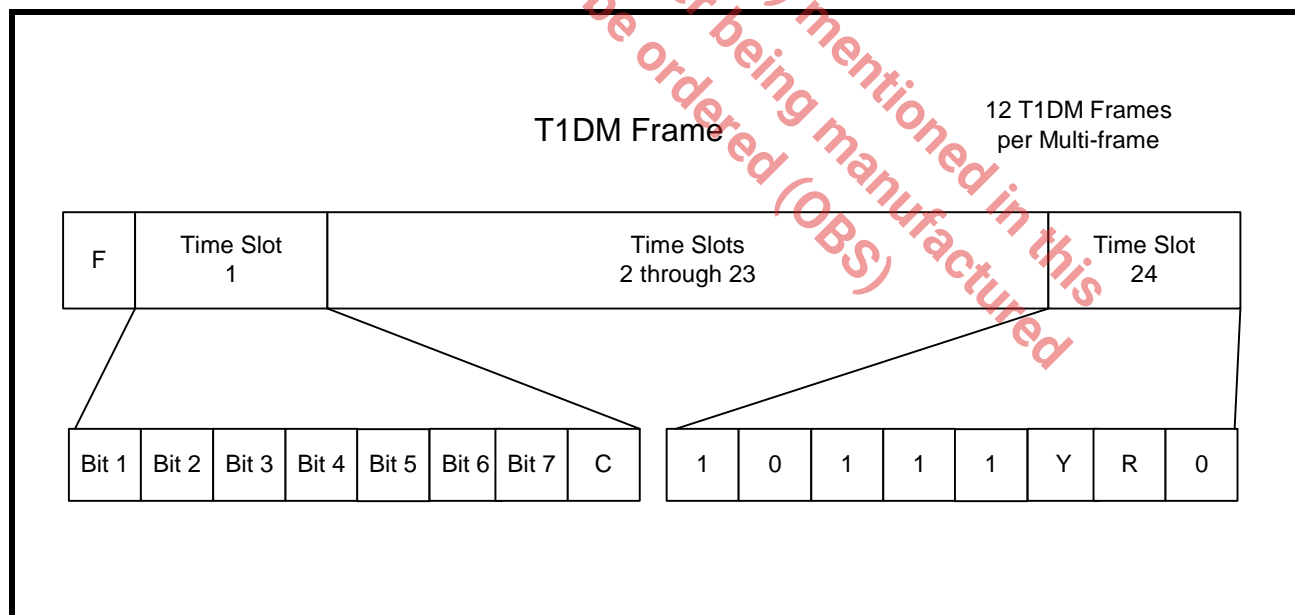 ) mentioned in this
er being manufactured
be ordered (OBS)
T1DM Frame
12 T1DM Frames
per Multi-frame
F
Time Slot
1
Time Slots
2 through 23
Time Slot
24
Bit 1 Bit 2 Bit 3 Bit 4 Bit 5 Bit 6 Bit 7 C
1 0 1 1 1 Y R 0